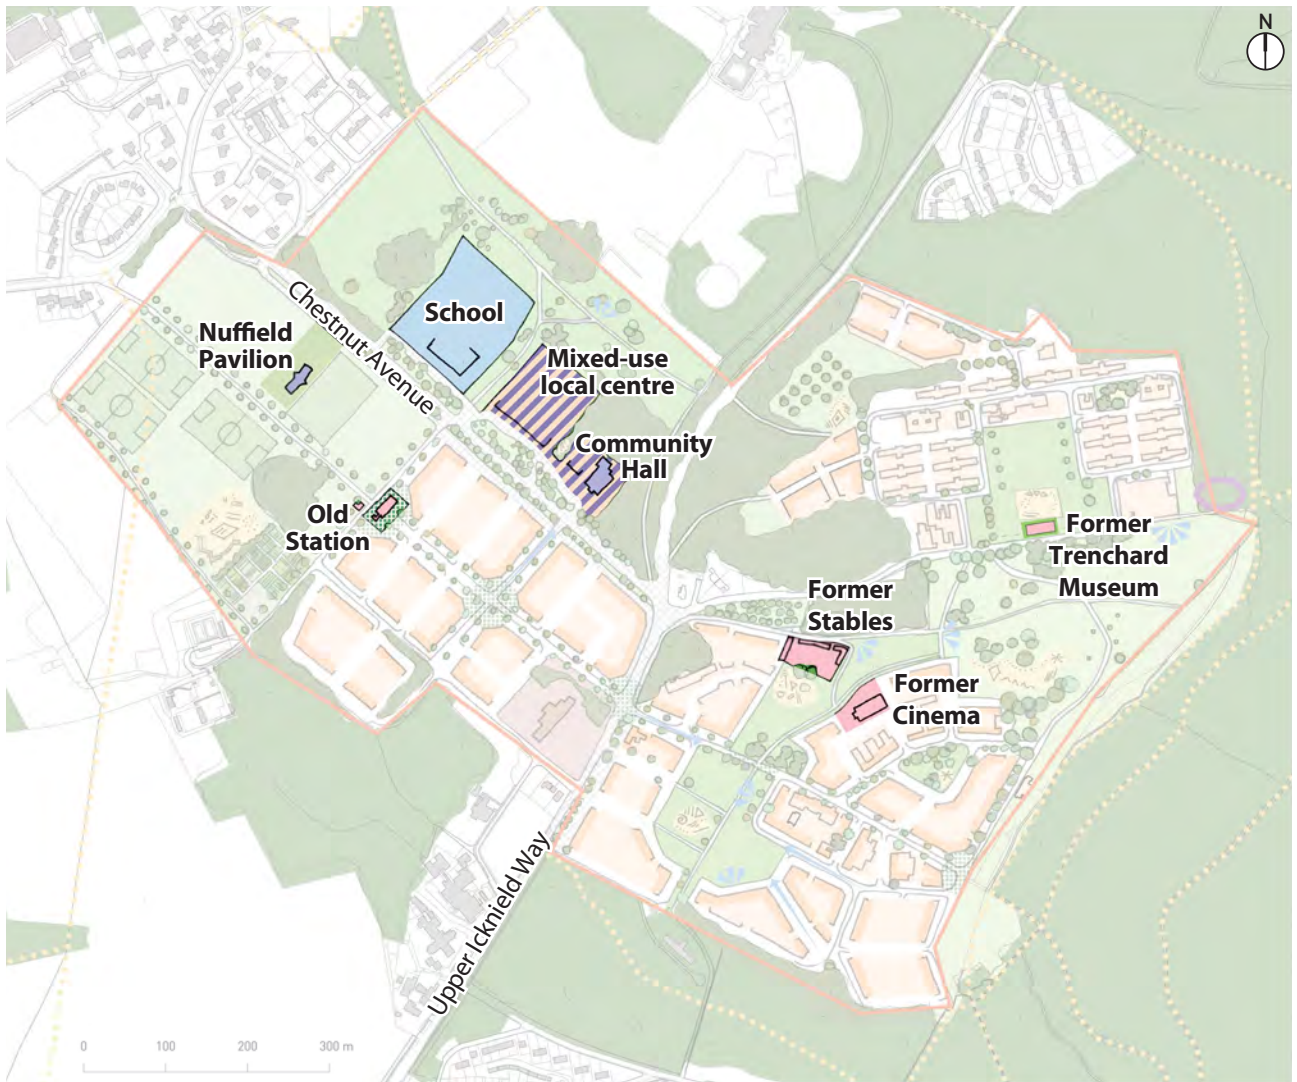 N
Chestnut Avenue
School
Nuffield
Pavilion
Mixed-use
local centre
Community
Hall
Old
Station
Former
Trenchard
Museum
Former
Stables
Former
Cinema
Upper Icknield Way
0 100 200 300 m